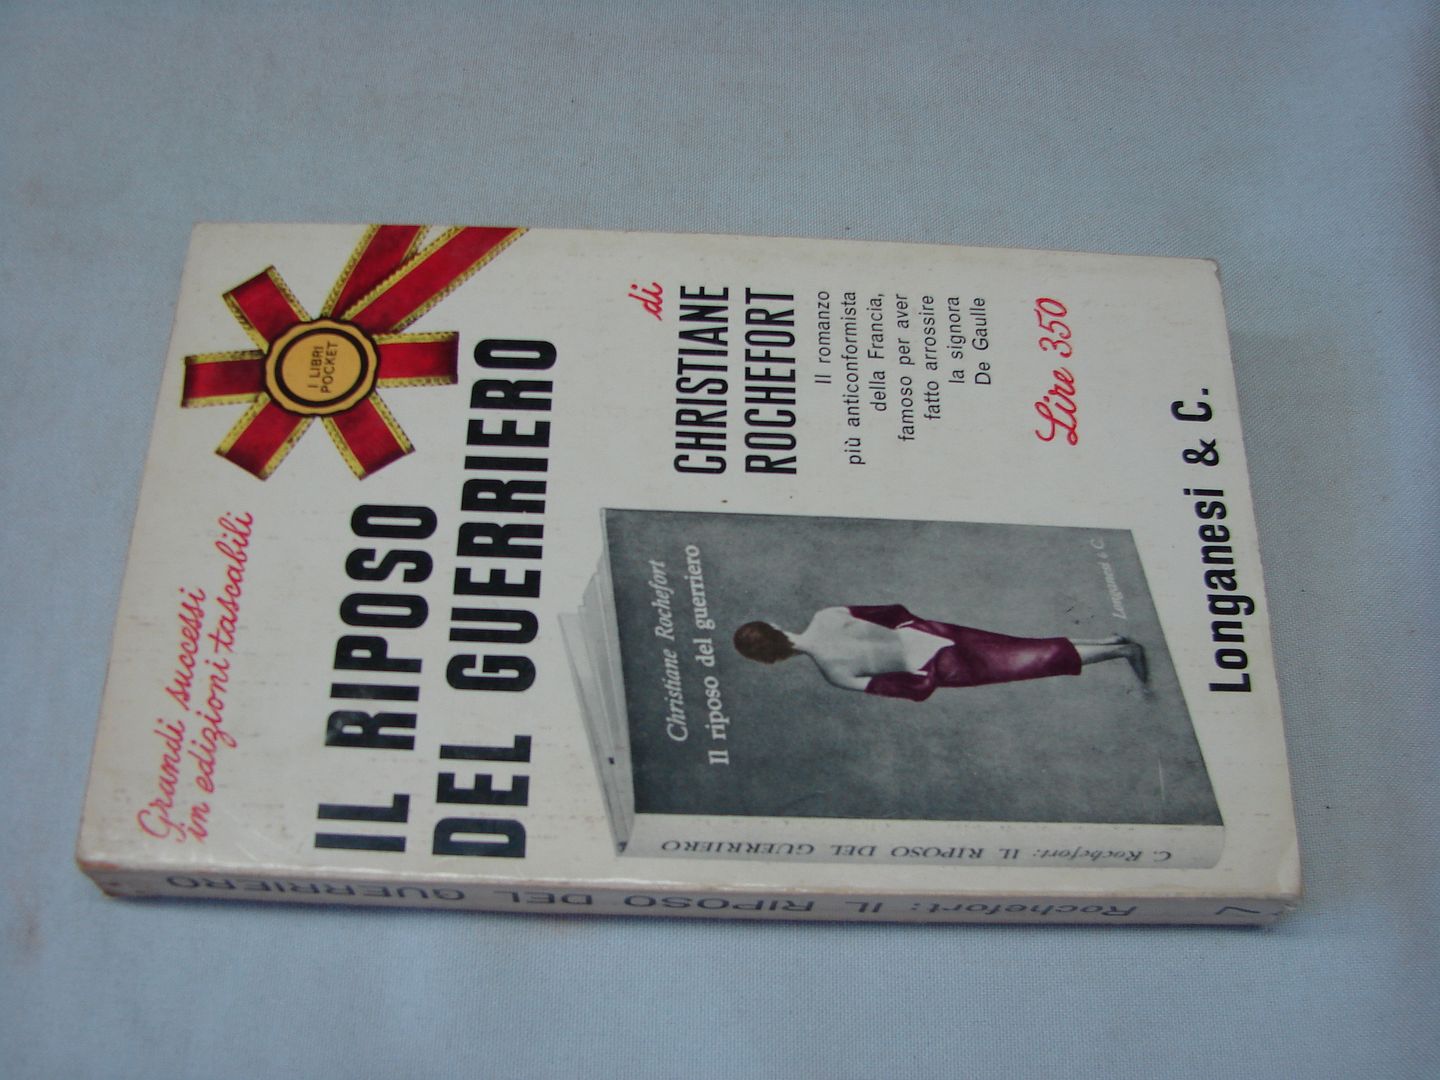 Grandi successi
in edizioni tascabili
I LIBRI
POCKET
IL RIPOSO
DEL GUERRIERO
di
CHRISTIANE
ROCHEFORT
Il romanzo
più anticonformista
della Francia,
famoso per aver
fatto arrossire
la signora
De Gaulle
Lire 350
Christiane Rochefort
Il riposo del guerriero
Longanesi & C.
C. Rochefort: IL RIPOSO DEL GUERRIERO
Longanesi & C.
7 Rochefort: IL RIPOSO DEL GUERRIERO